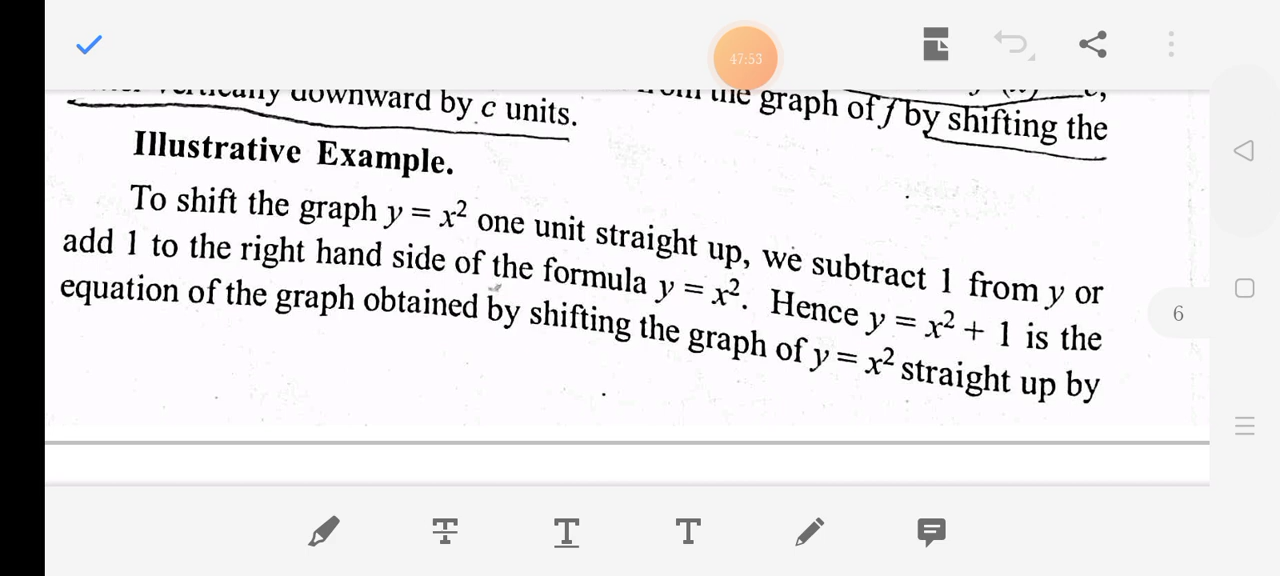 47:53
vertically downward by c units.
the graph of f by shifting the
Illustrative Example.
To shift the graph y = x² one unit straight up, we subtract 1 from y or
add 1 to the right hand side of the formula y = x². Hence y = x² + 1 is the
equation of the graph obtained by shifting the graph of y = x² straight up by
6